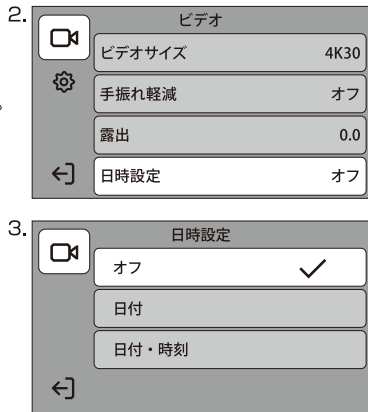 2.
ビデオ
ビデオサイズ 4K30
手振れ軽減 オフ
露出 0.0
日時設定 オフ
3.
日時設定
オフ
日付
日付・時刻